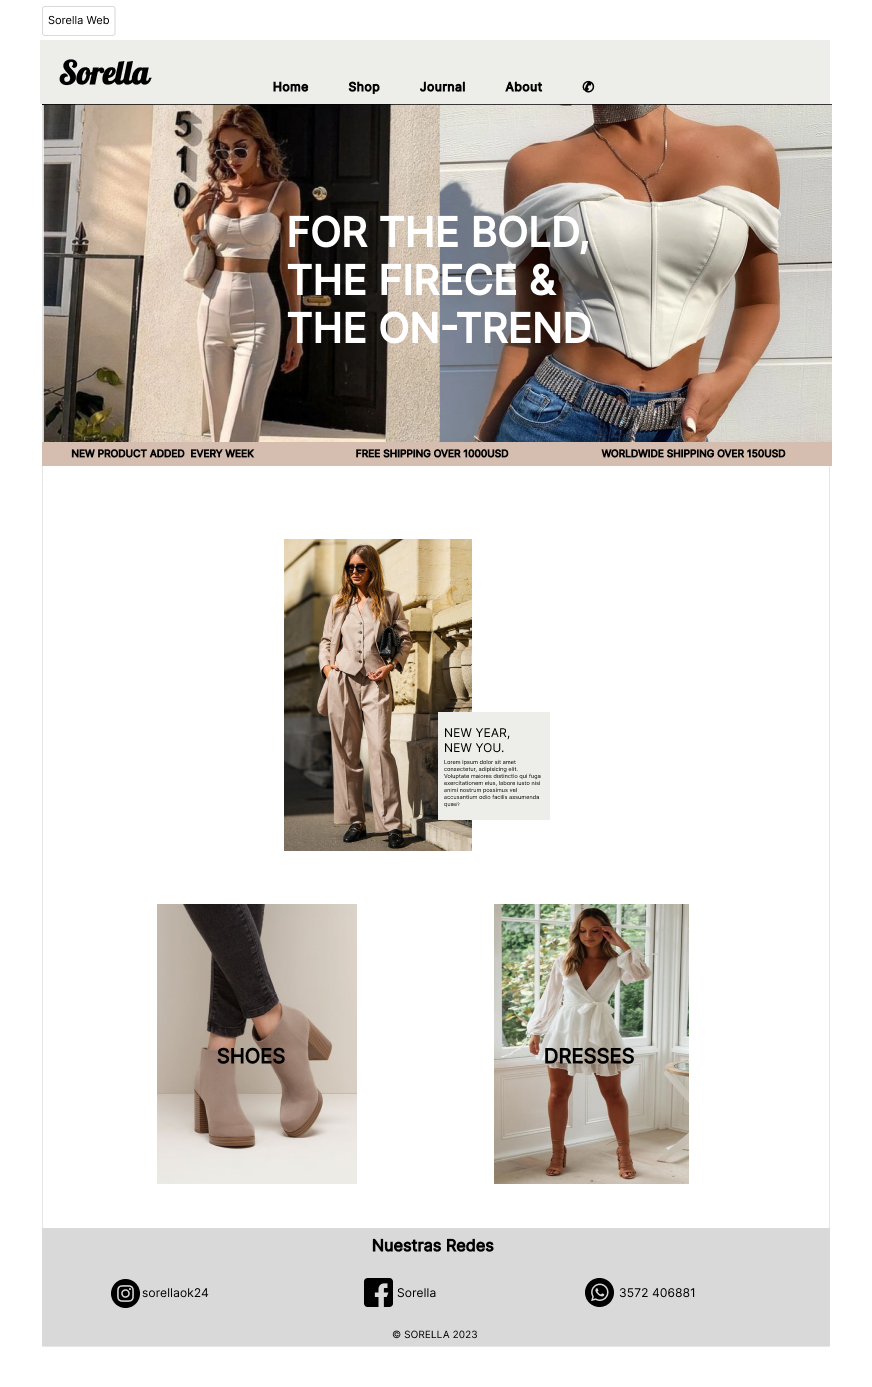 Sorella Web
Sorella
Home Shop Journal About ✆
5
1
0
FOR THE BOLD,
THE FIRECE &
THE ON-TREND
NEW PRODUCT ADDED  EVERY WEEK
FREE SHIPPING OVER 1000USD
WORLDWIDE SHIPPING OVER 150USD
NEW YEAR,
NEW YOU.
Lorem ipsum dolor sit amet
consectetur, adipisicing elit.
Voluptate maiores distinctio qui fuga
exercitationem eius, labore iusto nisi
animi nostrum possimus vel
accusantium odio facilis assumenda
quas?
SHOES
DRESSES
Nuestras Redes
sorellaok24
Sorella
3572 406881
© SORELLA 2023